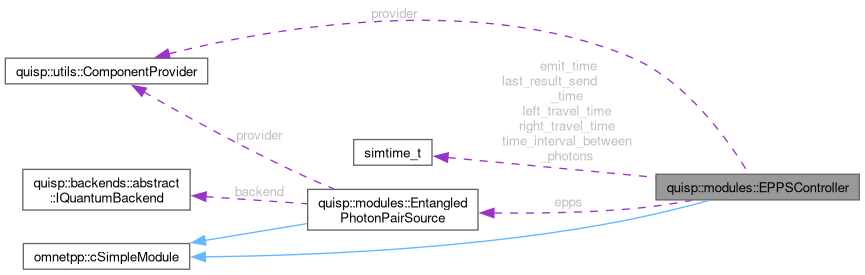 provider
quisp::utils::ComponentProvider
emit_time
last_result_send
_time
left_travel_time
right_travel_time
time_interval_between
_photons
provider
simtime_t
quisp::backends::abstract
::IQuantumBackend
backend
quisp::modules::Entangled
PhotonPairSource
epps
quisp::modules::EPPSController
omnetpp::cSimpleModule